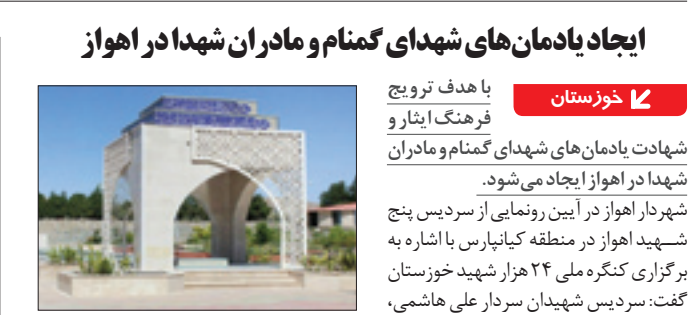 ایجاد یادمان‌های شهدای گمنام و مادران شهدا در اهواز
خوزستان
با هدف ترویج
فرهنگ ایثار و
شهادت یادمان‌های شهدای گمنام و مادران
شهدا در اهواز ایجاد می‌شود.
شهردار اهواز در آیین رونمایی از سردیس پنج
شهید اهواز در منطقه کیانپارس با اشاره به
برگزاری کنگره ملی ۲۴ هزار شهید خوزستان
گفت: سردیس شهیدان سردار علی هاشمی،